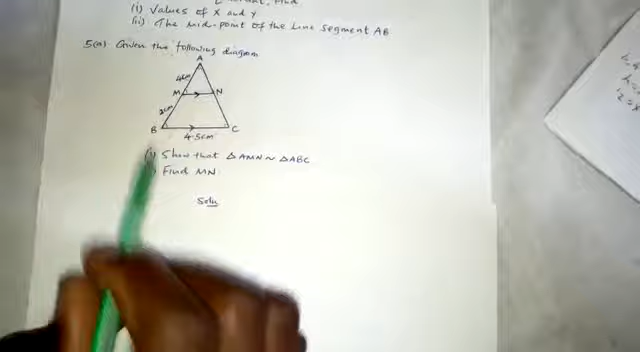 (i) Values of x and y
(ii) The mid-point of the line segment AB
5(a) Given the following diagram
A
4cm
M N
2cm
B C
4.5cm
(i) Show that △AMN ~ △ABC
Find MN
Soln